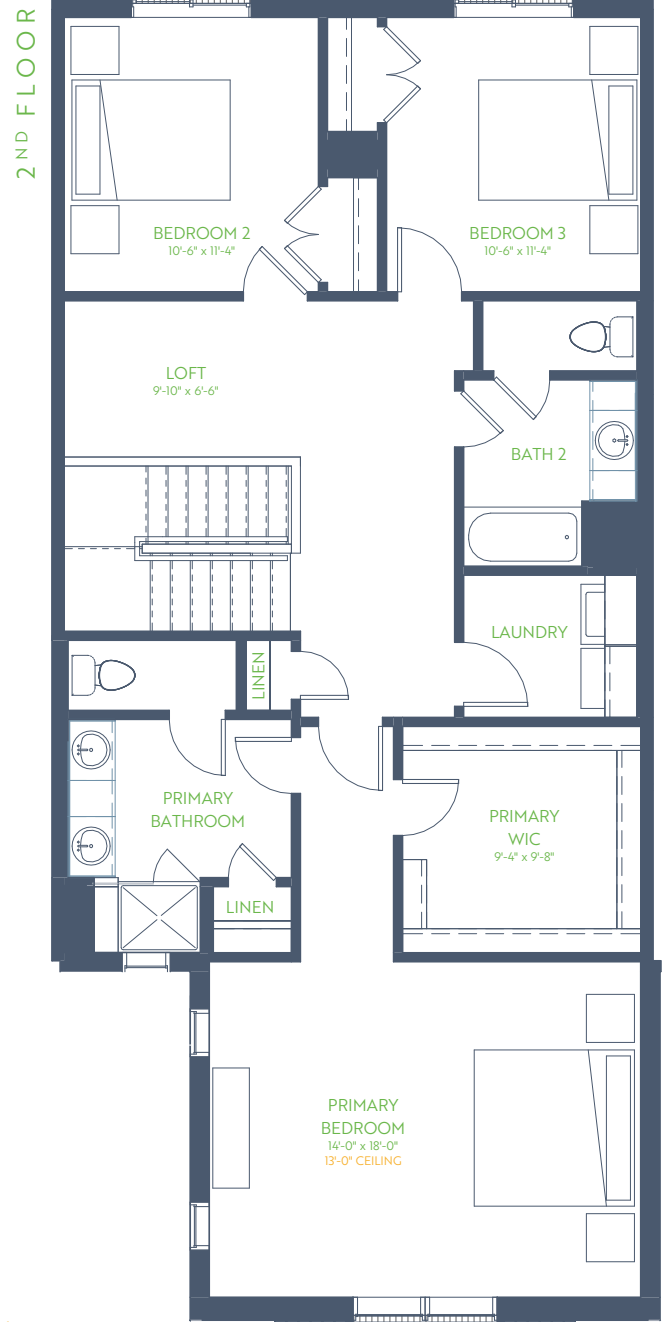 2ND FLOOR
BEDROOM 2
10'-6" x 11'-4"
BEDROOM 3
10'-6" x 11'-4"
LOFT
9'-10" x 6'-6"
BATH 2
LAUNDRY
LINEN
PRIMARY
BATHROOM
PRIMARY
WIC
9'-4" x 9'-8"
LINEN
PRIMARY
BEDROOM
14'-0" x 18'-0"
13'-0" CEILING